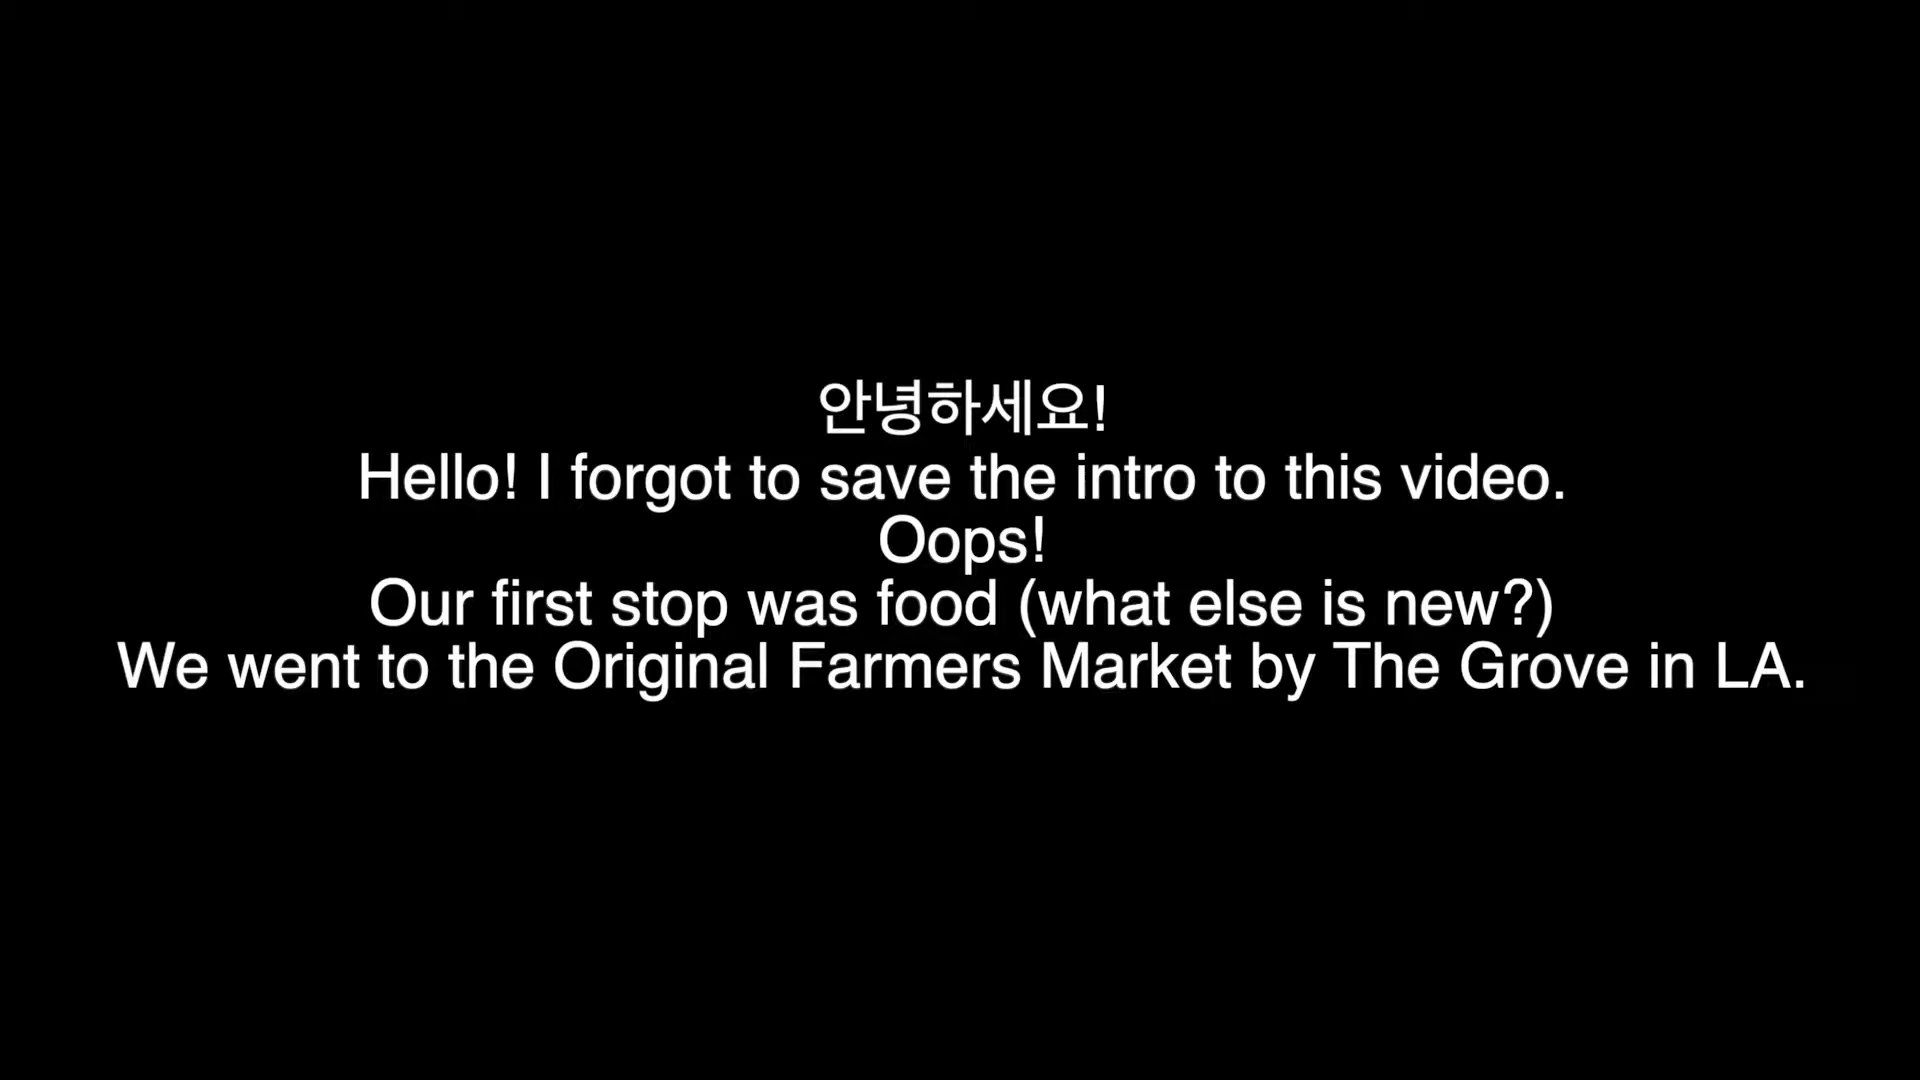 안녕하세요!
Hello! I forgot to save the intro to this video.
Oops!
Our first stop was food (what else is new?)
We went to the Original Farmers Market by The Grove in LA.